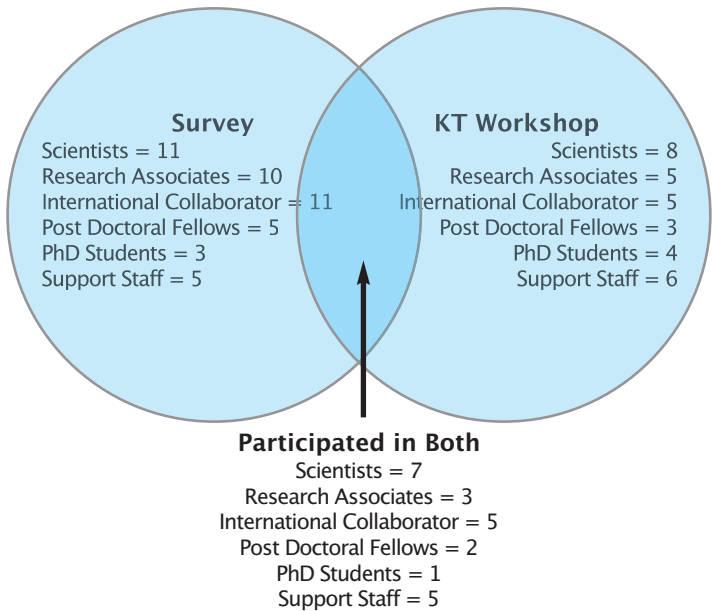 Survey
Scientists = 11
Research Associates = 10
International Collaborator = 11
Post Doctoral Fellows = 5
PhD Students = 3
Support Staff = 5
KT Workshop
Scientists = 8
Research Associates = 5
International Collaborator = 5
Post Doctoral Fellows = 3
PhD Students = 4
Support Staff = 6
Participated in Both
Scientists = 7
Research Associates = 3
International Collaborator = 5
Post Doctoral Fellows = 2
PhD Students = 1
Support Staff = 5